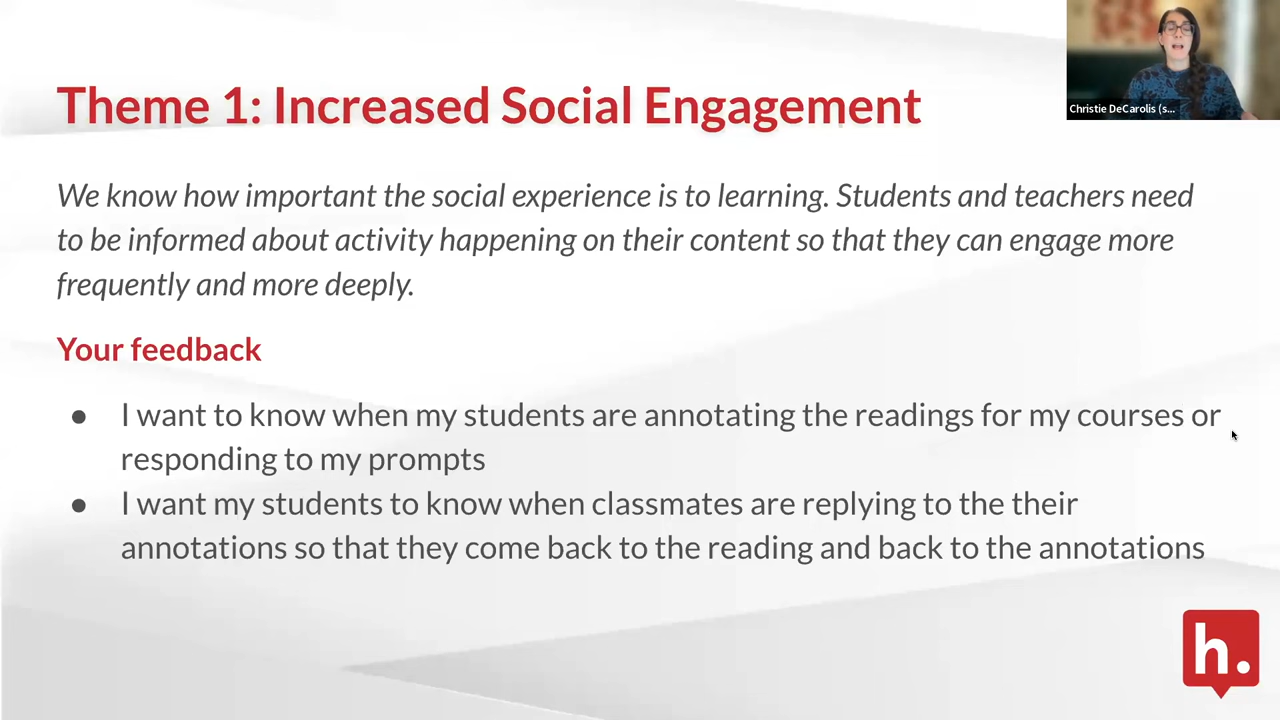 Theme 1: Increased Social Engagement
Christie DeCarolis (s...
We know how important the social experience is to learning. Students and teachers need
to be informed about activity happening on their content so that they can engage more
frequently and more deeply.
Your feedback
● I want to know when my students are annotating the readings for my courses or
responding to my prompts
● I want my students to know when classmates are replying to the their
annotations so that they come back to the reading and back to the annotations
h.